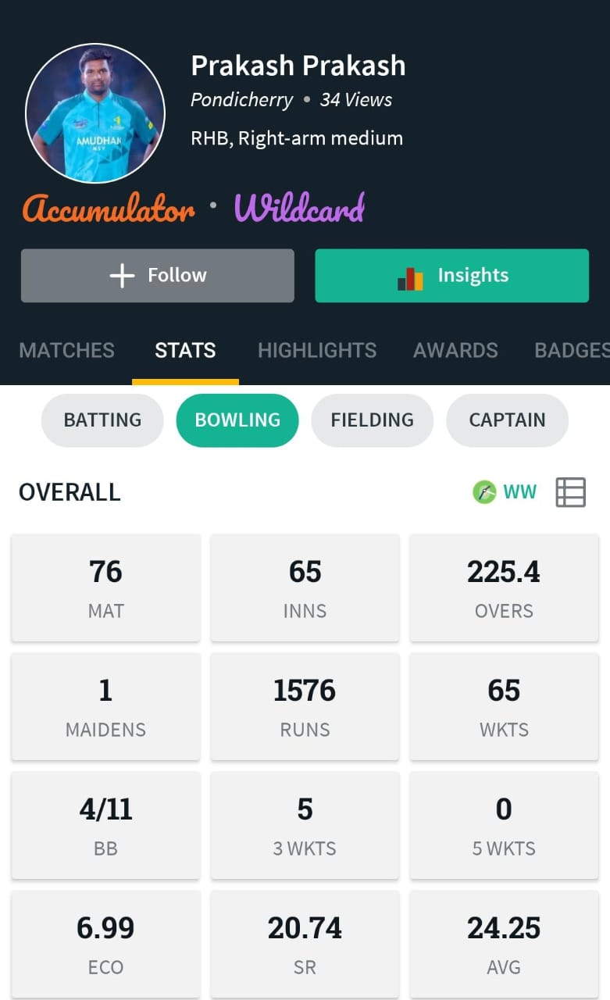 Prakash Prakash
Pondicherry • 34 Views
RHB, Right-arm medium
AMUDHAN
Accumulator • Wildcard
+ Follow
Insights
MATCHES STATS HIGHLIGHTS AWARDS BADGES
BATTING BOWLING FIELDING CAPTAIN
OVERALL WW
76 65 225.4
MAT INNS OVERS
1 1576 65
MAIDENS RUNS WKTS
4/11 5 0
BB 3 WKTS 5 WKTS
6.99 20.74 24.25
ECO SR AVG